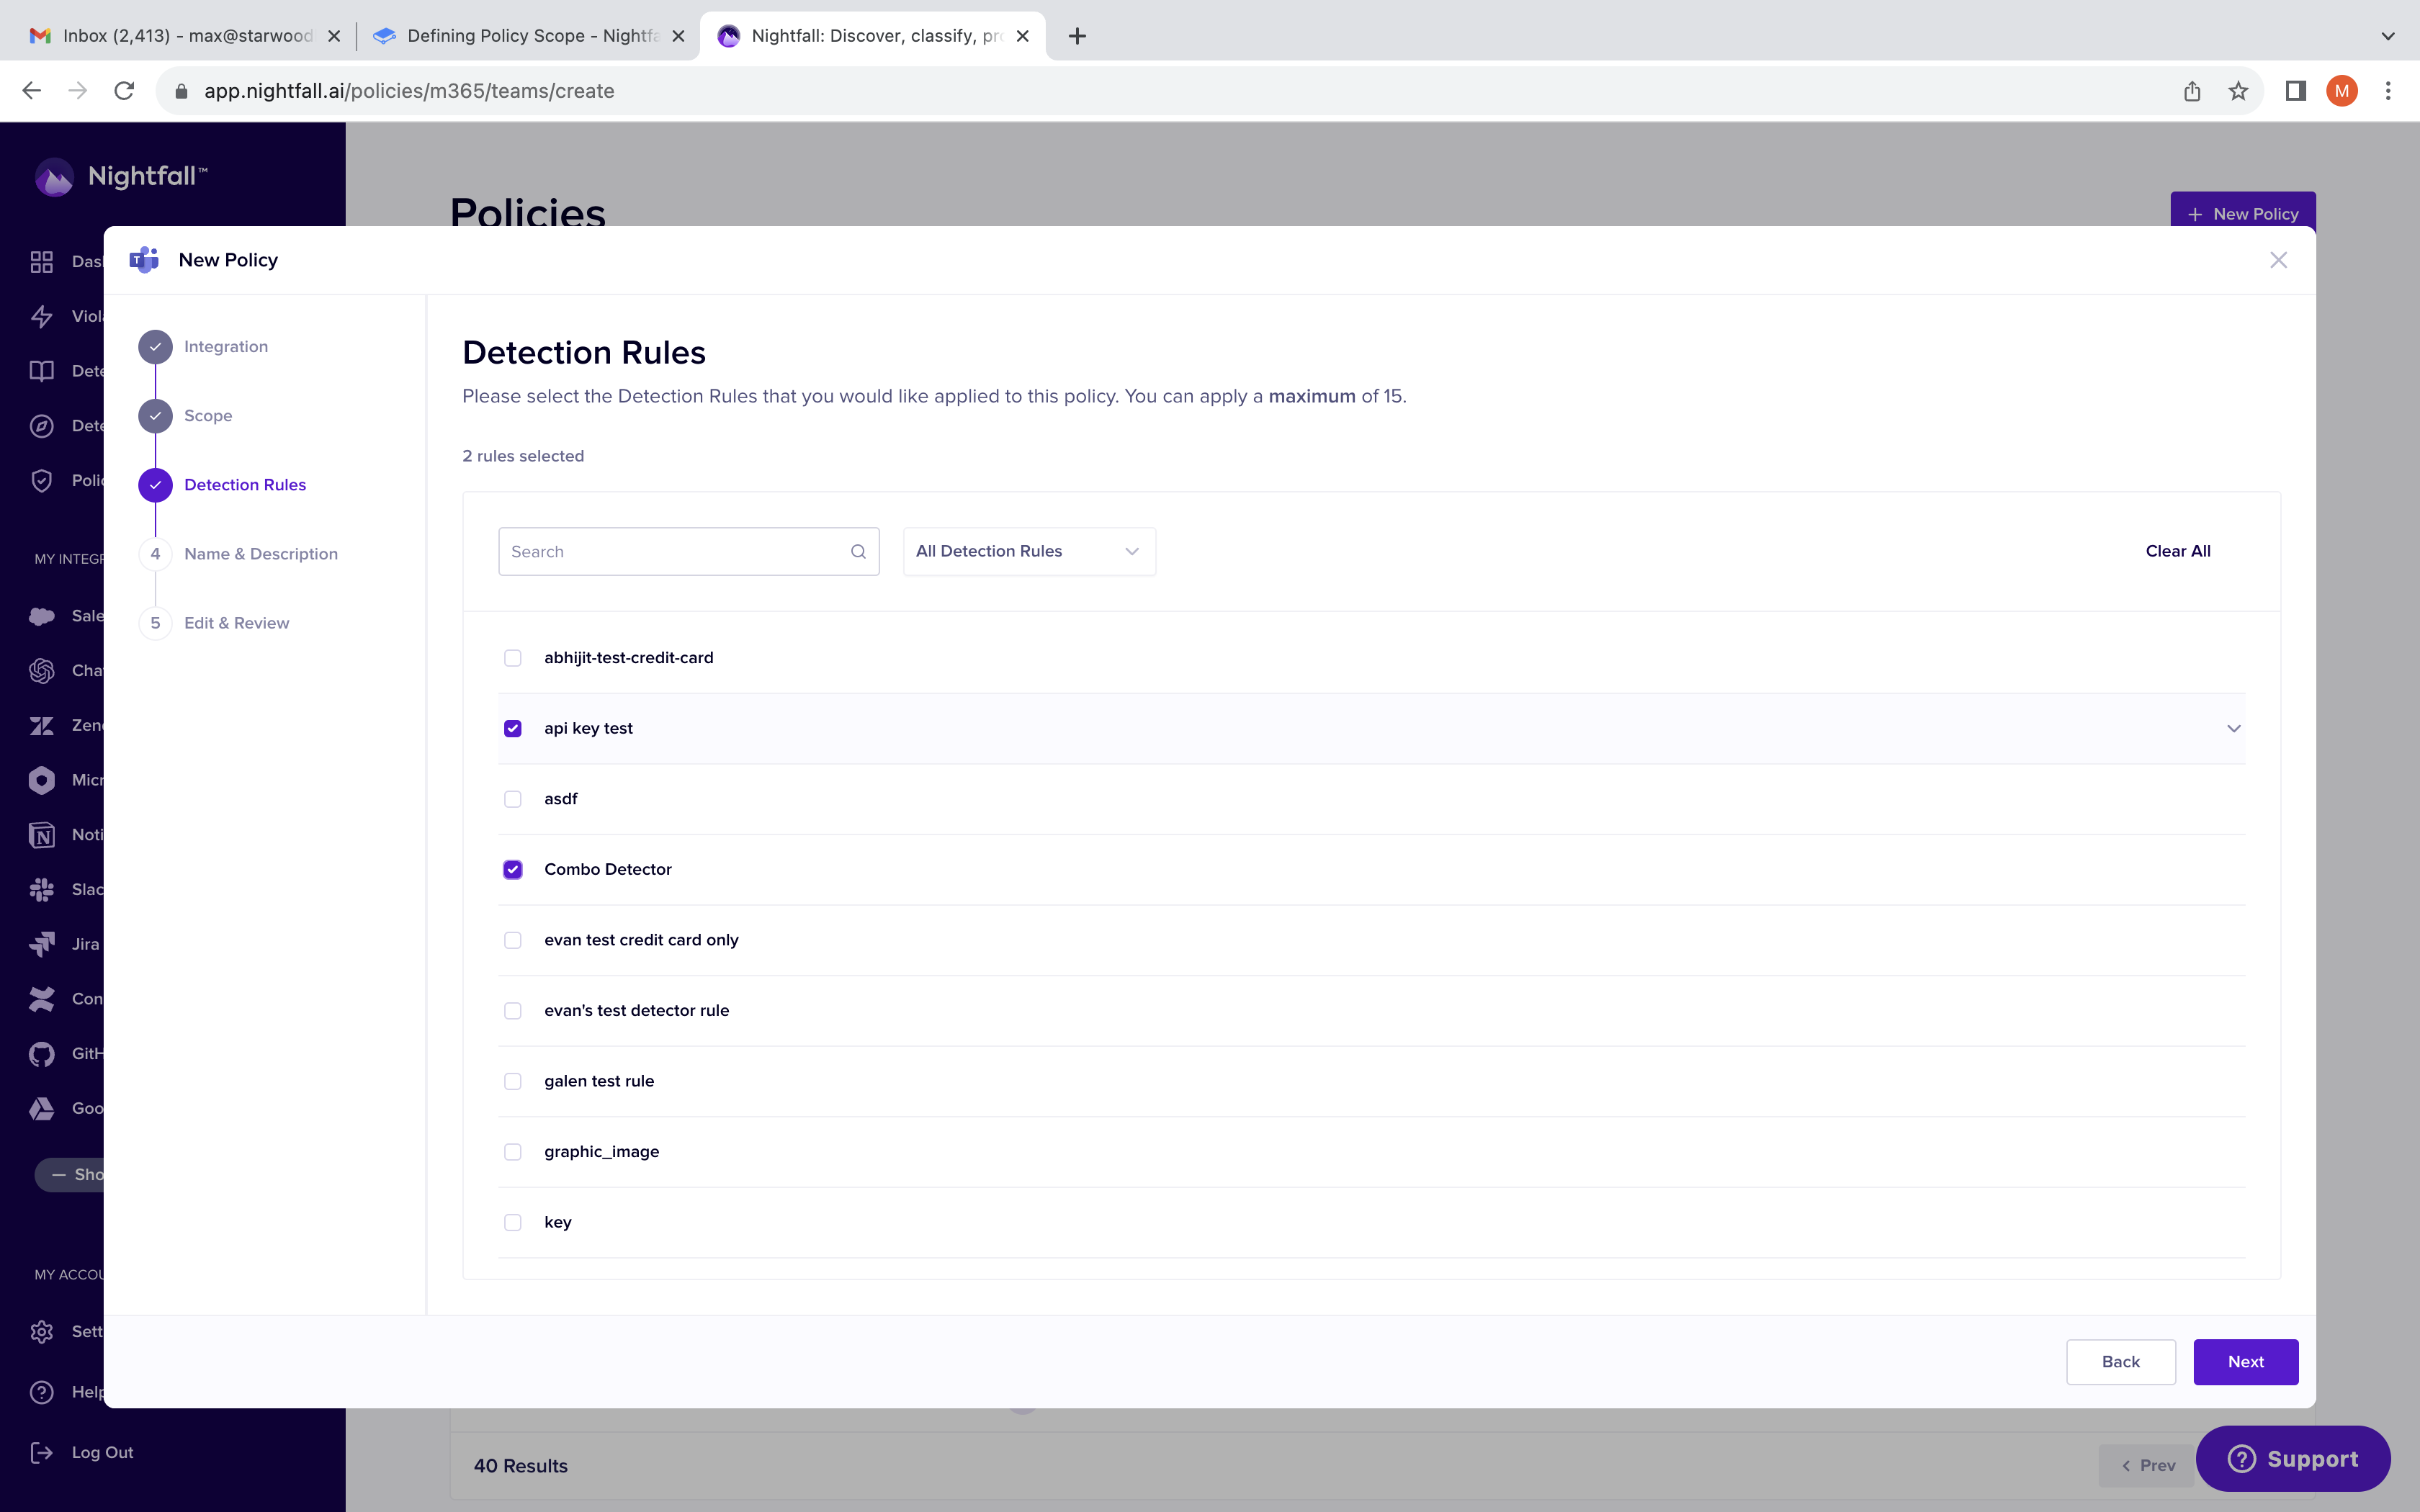 Inbox (2,413) - max@starwood
Defining Policy Scope - Nightfa
Nightfall: Discover, classify, pro
app.nightfall.ai/policies/m365/teams/create
M
Nightfall™
Policies
+ New Policy
New Policy
Dasl
Viol
Dete
Dete
Polic
MY INTEGR
Sale
Chat
Zen
Micr
Noti
Slac
Jira
Con
GitH
Goo
— Sho
MY ACCOU
Sett
Help
Log Out
Integration
Scope
Detection Rules
4 Name & Description
5 Edit & Review
Detection Rules
Please select the Detection Rules that you would like applied to this policy. You can apply a maximum of 15.
2 rules selected
Search
All Detection Rules
Clear All
abhijit-test-credit-card
api key test
asdf
Combo Detector
evan test credit card only
evan's test detector rule
galen test rule
graphic_image
key
Back
Next
40 Results
Prev
Support